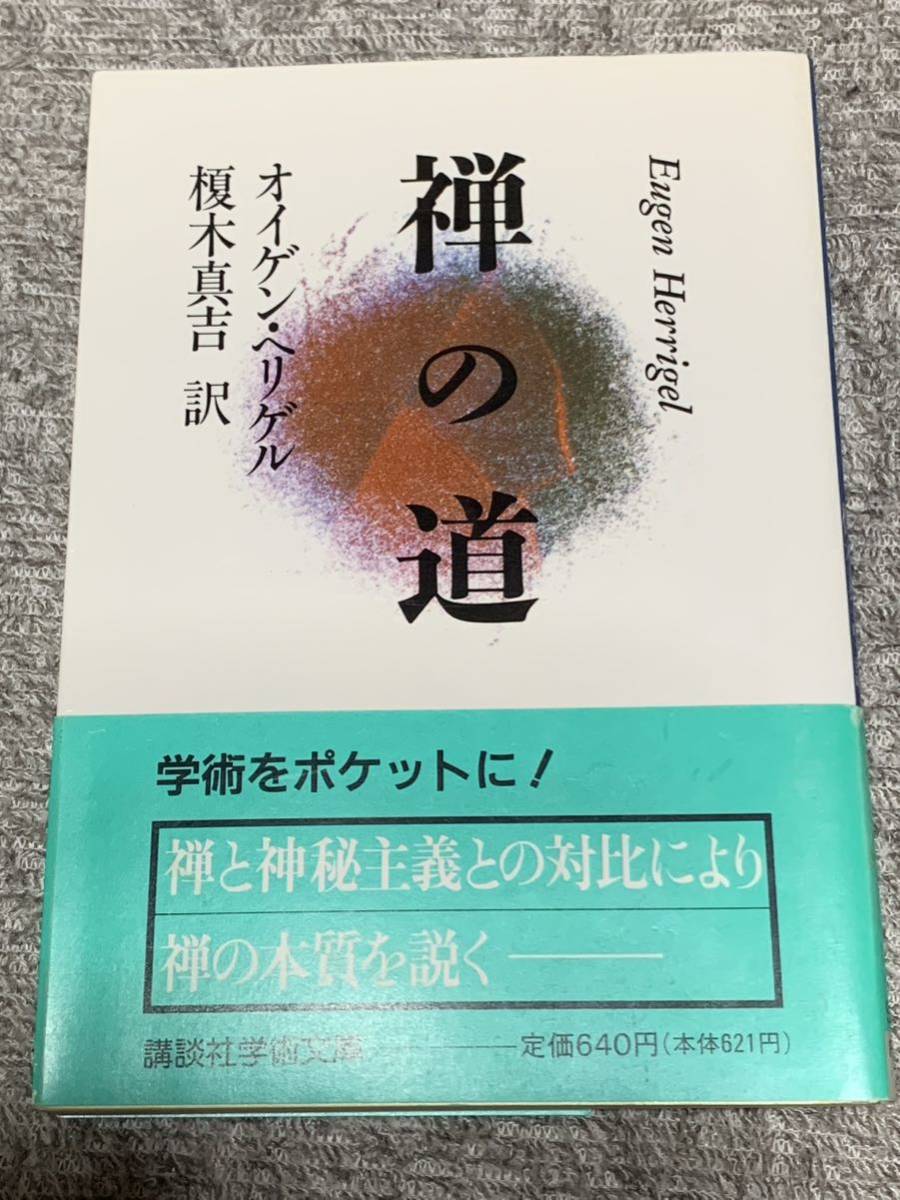 Eugen Herrigel
禅の道
オイゲン・ヘリゲル
榎木真吉 訳
学術をポケットに!
禅と神秘主義との対比により
禅の本質を説く――
講談社学術文庫――定価640円(本体621円)